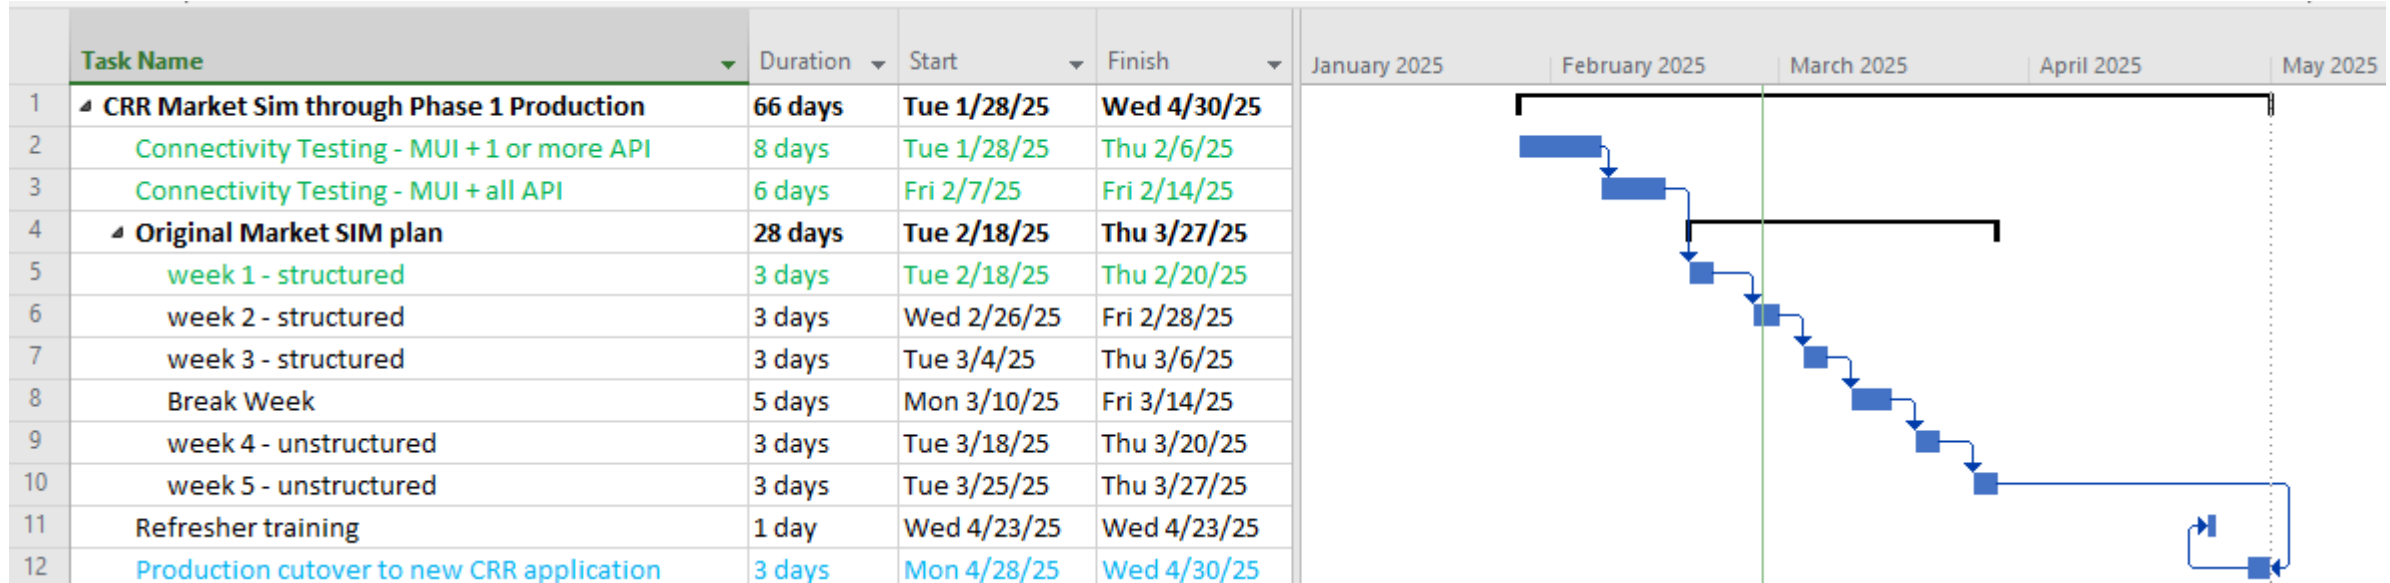 Task Name Duration Start Finish January 2025 February 2025 March 2025 April 2025 May 2025
1 CRR Market Sim through Phase 1 Production 66 days Tue 1/28/25 Wed 4/30/25
2 Connectivity Testing - MUI + 1 or more API 8 days Tue 1/28/25 Thu 2/6/25
3 Connectivity Testing - MUI + all API 6 days Fri 2/7/25 Fri 2/14/25
4 Original Market SIM plan 28 days Tue 2/18/25 Thu 3/27/25
5 week 1 - structured 3 days Tue 2/18/25 Thu 2/20/25
6 week 2 - structured 3 days Wed 2/26/25 Fri 2/28/25
7 week 3 - structured 3 days Tue 3/4/25 Thu 3/6/25
8 Break Week 5 days Mon 3/10/25 Fri 3/14/25
9 week 4 - unstructured 3 days Tue 3/18/25 Thu 3/20/25
10 week 5 - unstructured 3 days Tue 3/25/25 Thu 3/27/25
11 Refresher training 1 day Wed 4/23/25 Wed 4/23/25
12 Production cutover to new CRR application 3 days Mon 4/28/25 Wed 4/30/25